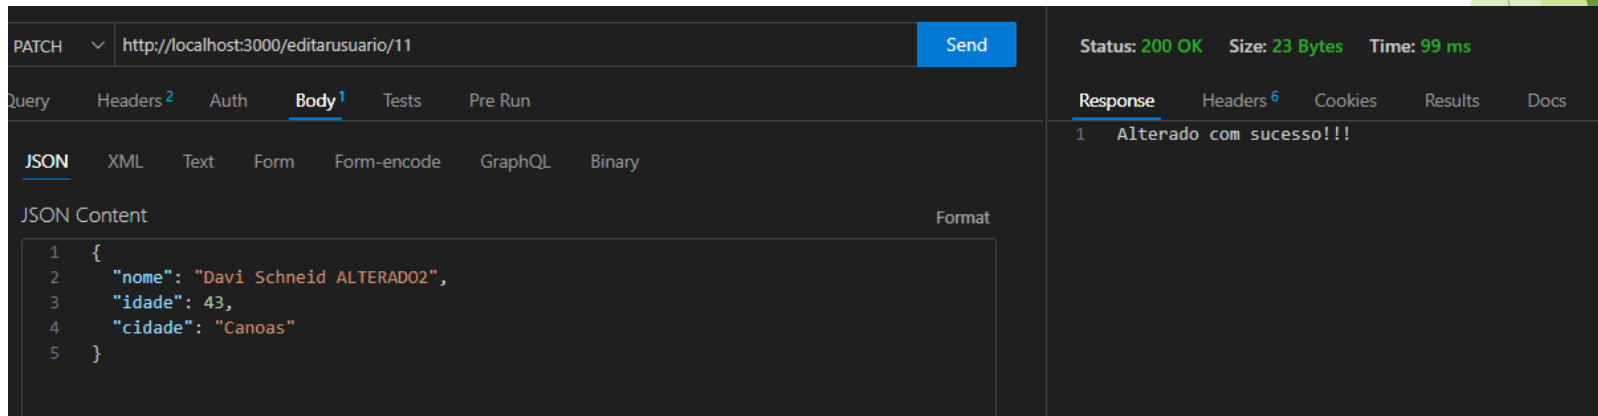 PATCH http://localhost:3000/editarusuario/11 Send
Query Headers 2 Auth Body 1 Tests Pre Run
JSON XML Text Form Form-encode GraphQL Binary
JSON Content Format
1 {
2 "nome": "Davi Schneid ALTERADO2",
3 "idade": 43,
4 "cidade": "Canoas"
5 }
Status: 200 OK Size: 23 Bytes Time: 99 ms
Response Headers 6 Cookies Results Docs
1 Alterado com sucesso!!!